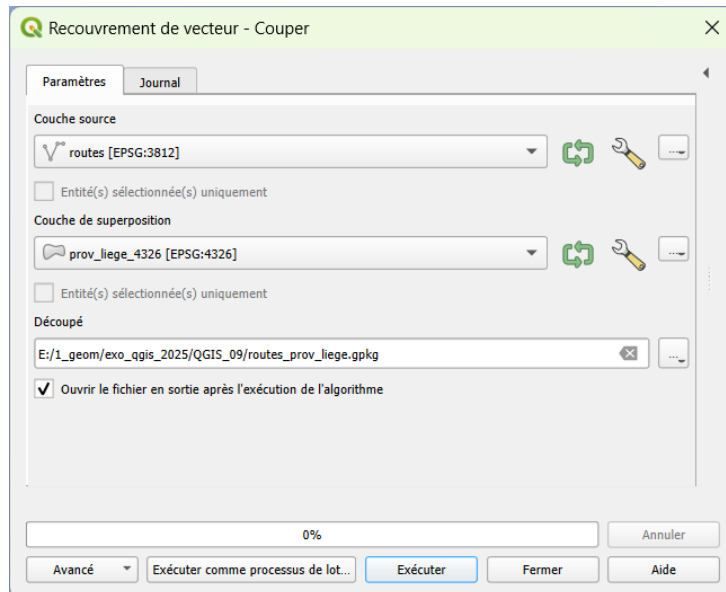 Recouvrement de vecteur - Couper
Paramètres
Journal
Couche source
routes [EPSG:3812]
Entité(s) sélectionnée(s) uniquement
Couche de superposition
prov_liege_4326 [EPSG:4326]
Entité(s) sélectionnée(s) uniquement
Découpé
E:/1_geom/exo_qgis_2025/QGIS_09/routes_prov_liege.gpkg
Ouvrir le fichier en sortie après l'exécution de l'algorithme
0%
Annuler
Avancé
Exécuter comme processus de lot...
Exécuter
Fermer
Aide